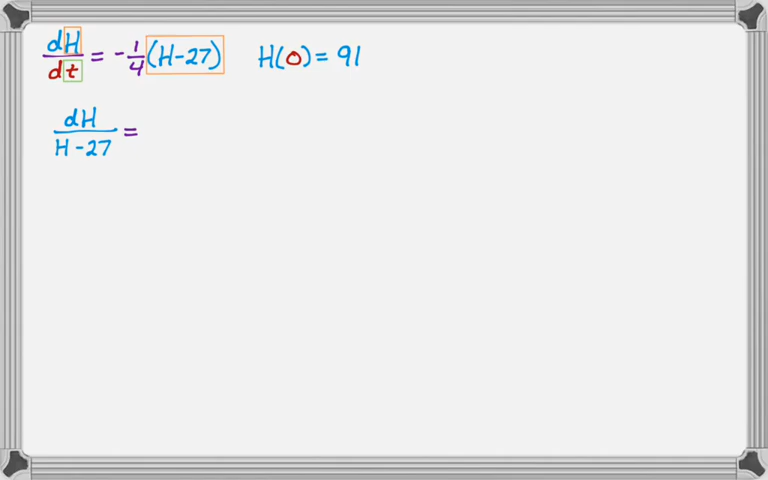 dH/dt = -1/4 (H-27) H(0) = 91
dH/H-27 =